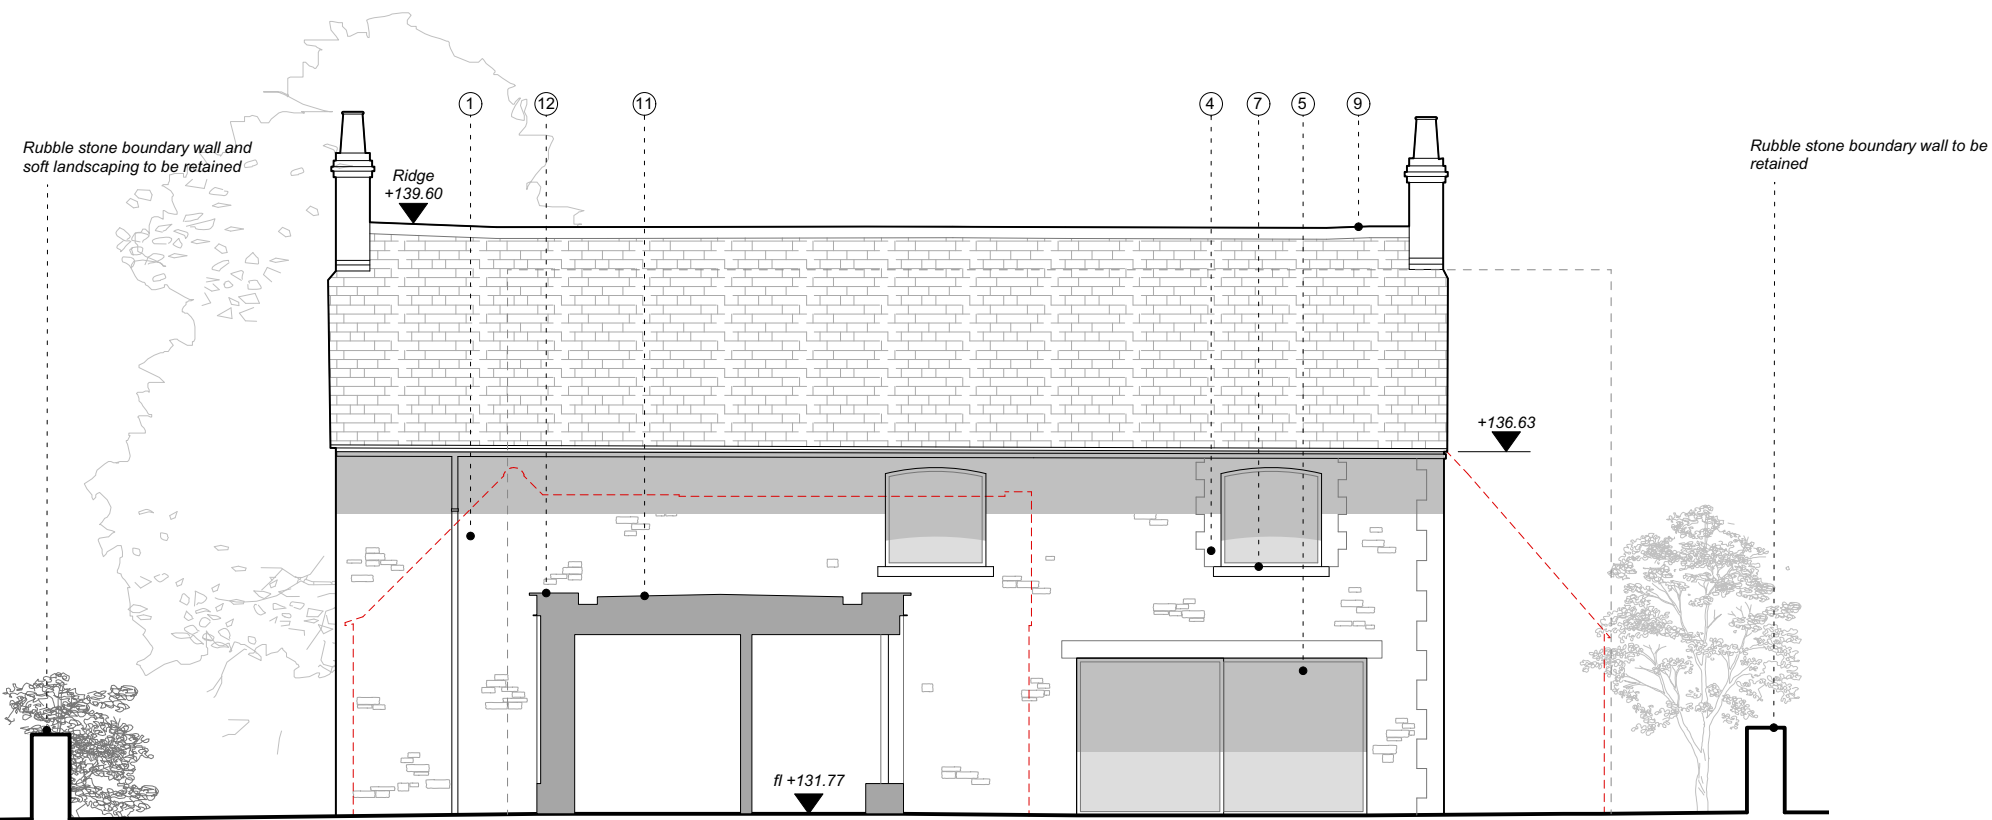 1
12
11
4
7
5
9
Rubble stone boundary wall and
soft landscaping to be retained
Rubble stone boundary wall to be
retained
Ridge
+139.60
+136.63
fl +131.77